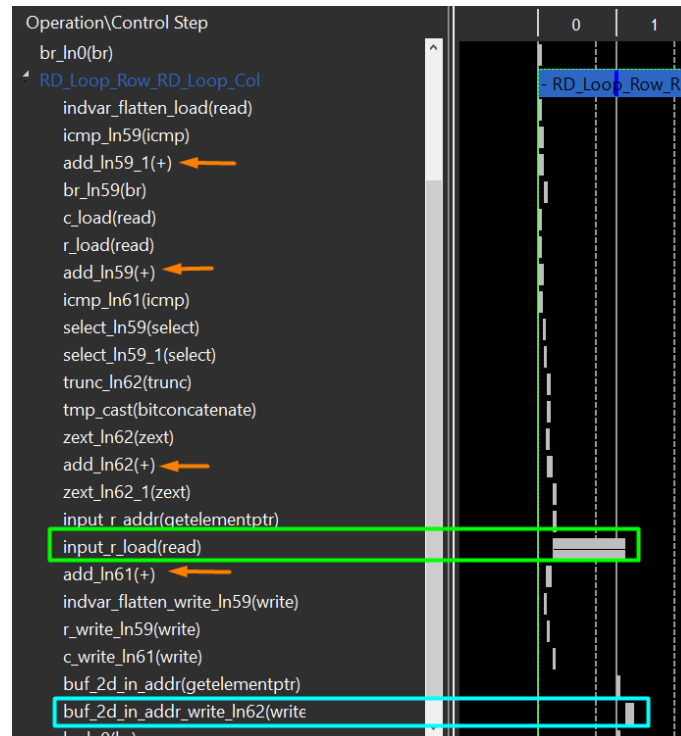 Operation\Control Step 0 1
br_ln0(br)
RD_Loop_Row_RD_Loop_Col - RD_Loop_Row_R
indvar_flatten_load(read)
icmp_ln59(icmp)
add_ln59_1(+)
br_ln59(br)
c_load(read)
r_load(read)
add_ln59(+)
icmp_ln61(icmp)
select_ln59(select)
select_ln59_1(select)
trunc_ln62(trunc)
tmp_cast(bitconcatenate)
zext_ln62(zext)
add_ln62(+)
zext_ln62_1(zext)
input_r_addr(getelementptr)
input_r_load(read)
add_ln61(+)
indvar_flatten_write_ln59(write)
r_write_ln59(write)
c_write_ln61(write)
buf_2d_in_addr(getelementptr)
buf_2d_in_addr_write_ln62(write